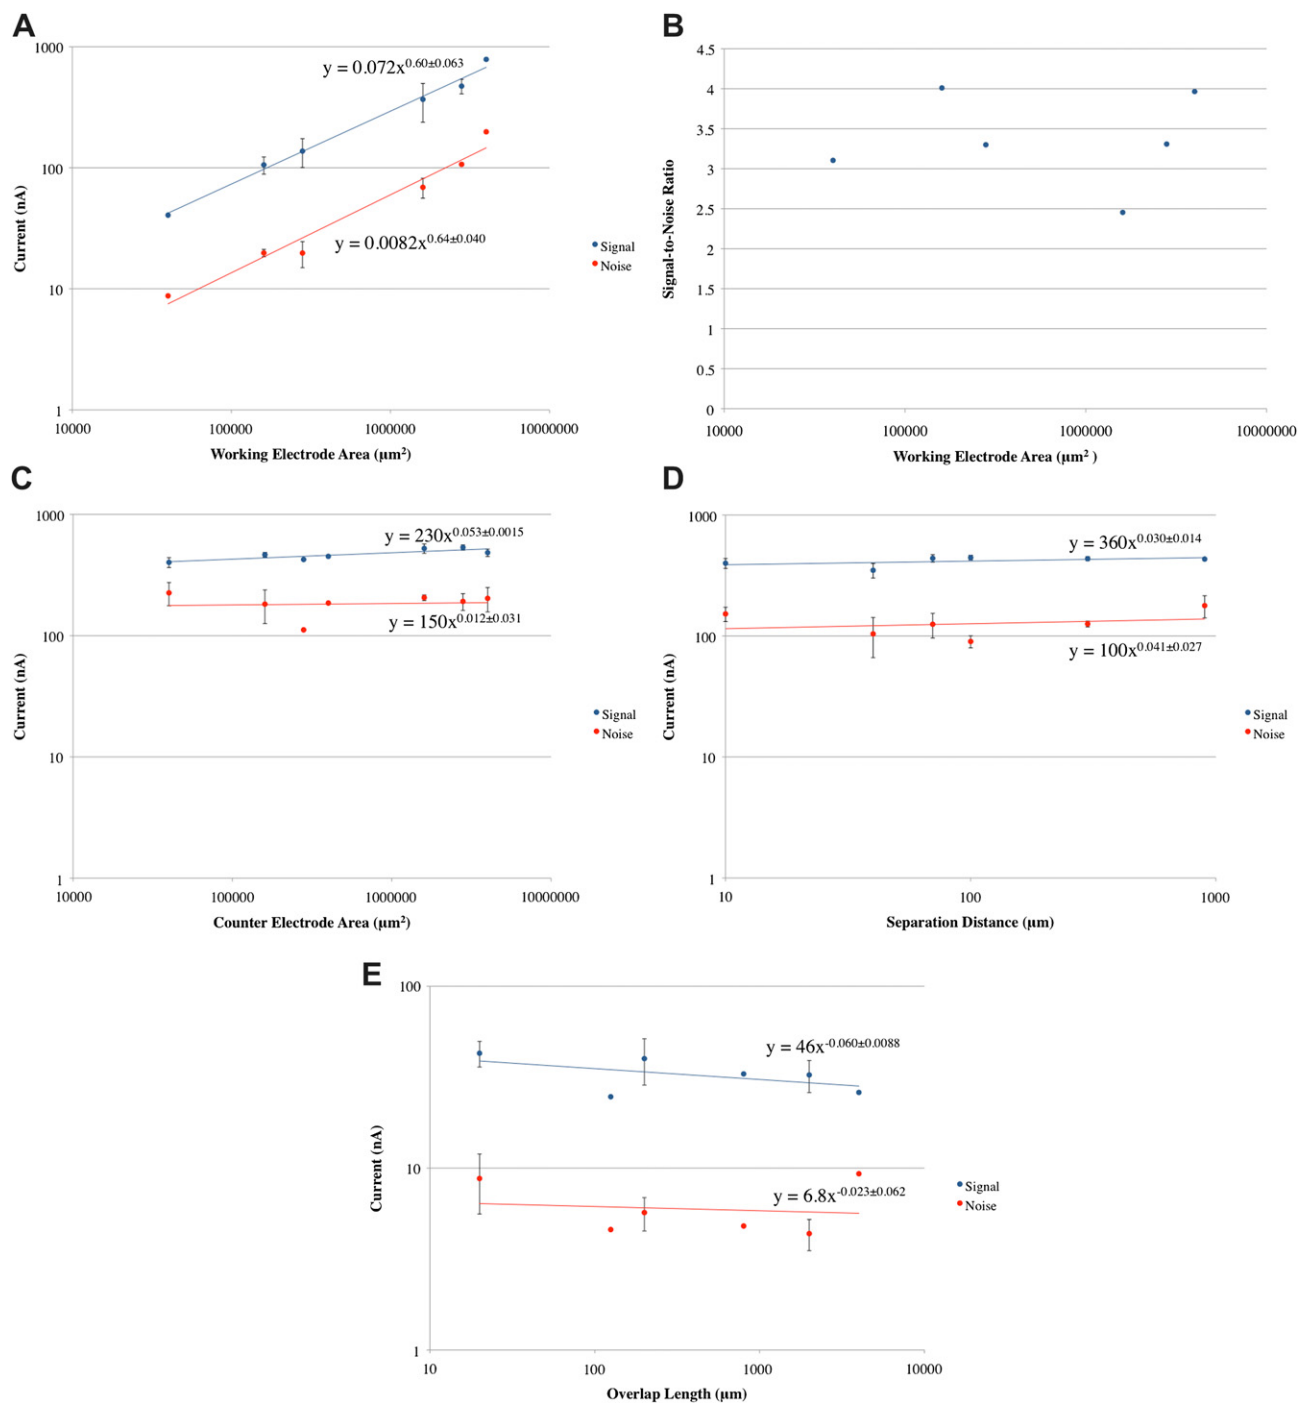 A
1000
100
10
1
Current (nA)
y = 0.072x^0.60±0.063
y = 0.0082x^0.64±0.040
Signal
Noise
10000 100000 1000000 10000000
Working Electrode Area (µm²)
B
4.5
4
3.5
3
2.5
2
1.5
1
0.5
0
Signal-to-Noise Ratio
10000 100000 1000000 10000000
Working Electrode Area (µm² )
C
1000
100
10
1
Current (nA)
y = 230x^0.053±0.0015
y = 150x^0.012±0.031
Signal
Noise
10000 100000 1000000 10000000
Counter Electrode Area (µm²)
D
1000
100
10
1
Current (nA)
y = 360x^0.030±0.014
y = 100x^0.041±0.027
Signal
Noise
10 100 1000
Separation Distance (µm)
E
100
10
1
Current (nA)
y = 46x^-0.060±0.0088
y = 6.8x^-0.023±0.062
Signal
Noise
10 100 1000 10000
Overlap Length (µm)